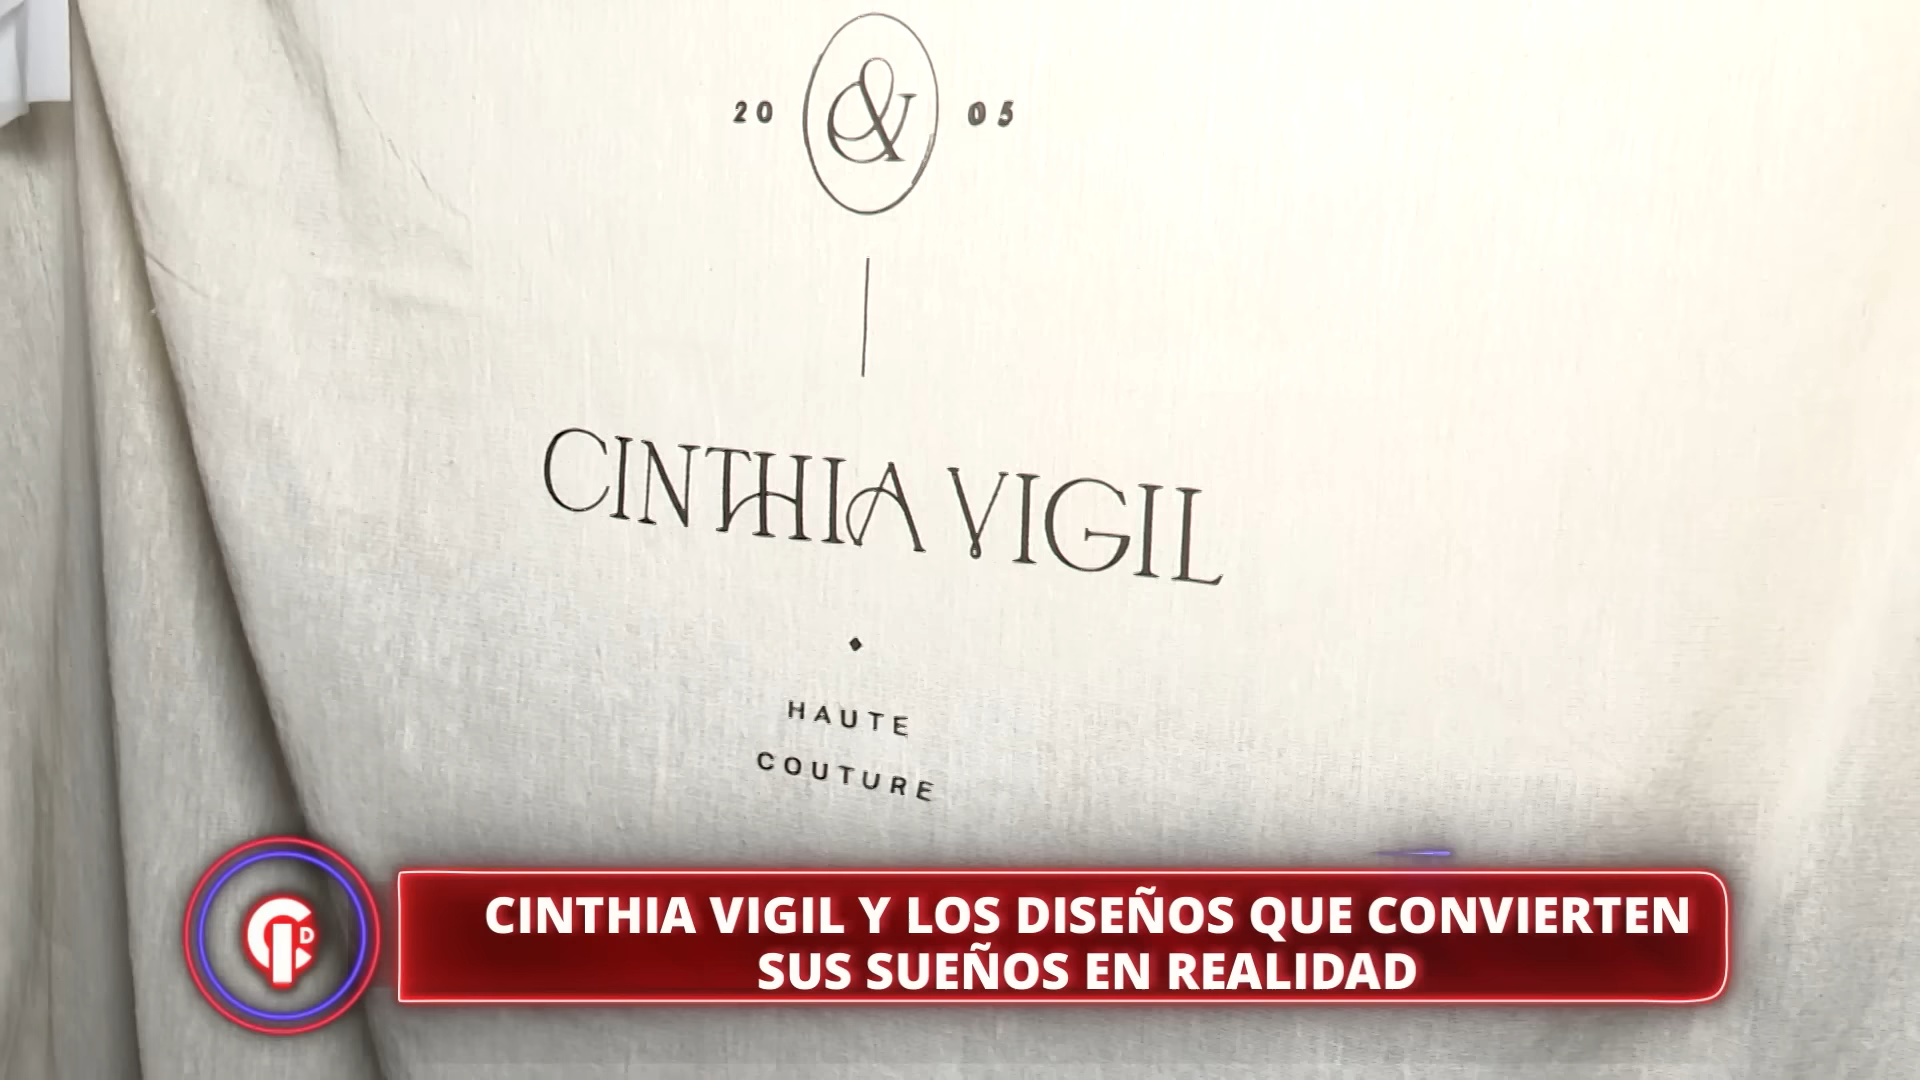 20 & 05
CINTHIA VIGIL
HAUTE
COUTURE
CINTHIA VIGIL Y LOS DISEÑOS QUE CONVIERTEN
SUS SUEÑOS EN REALIDAD